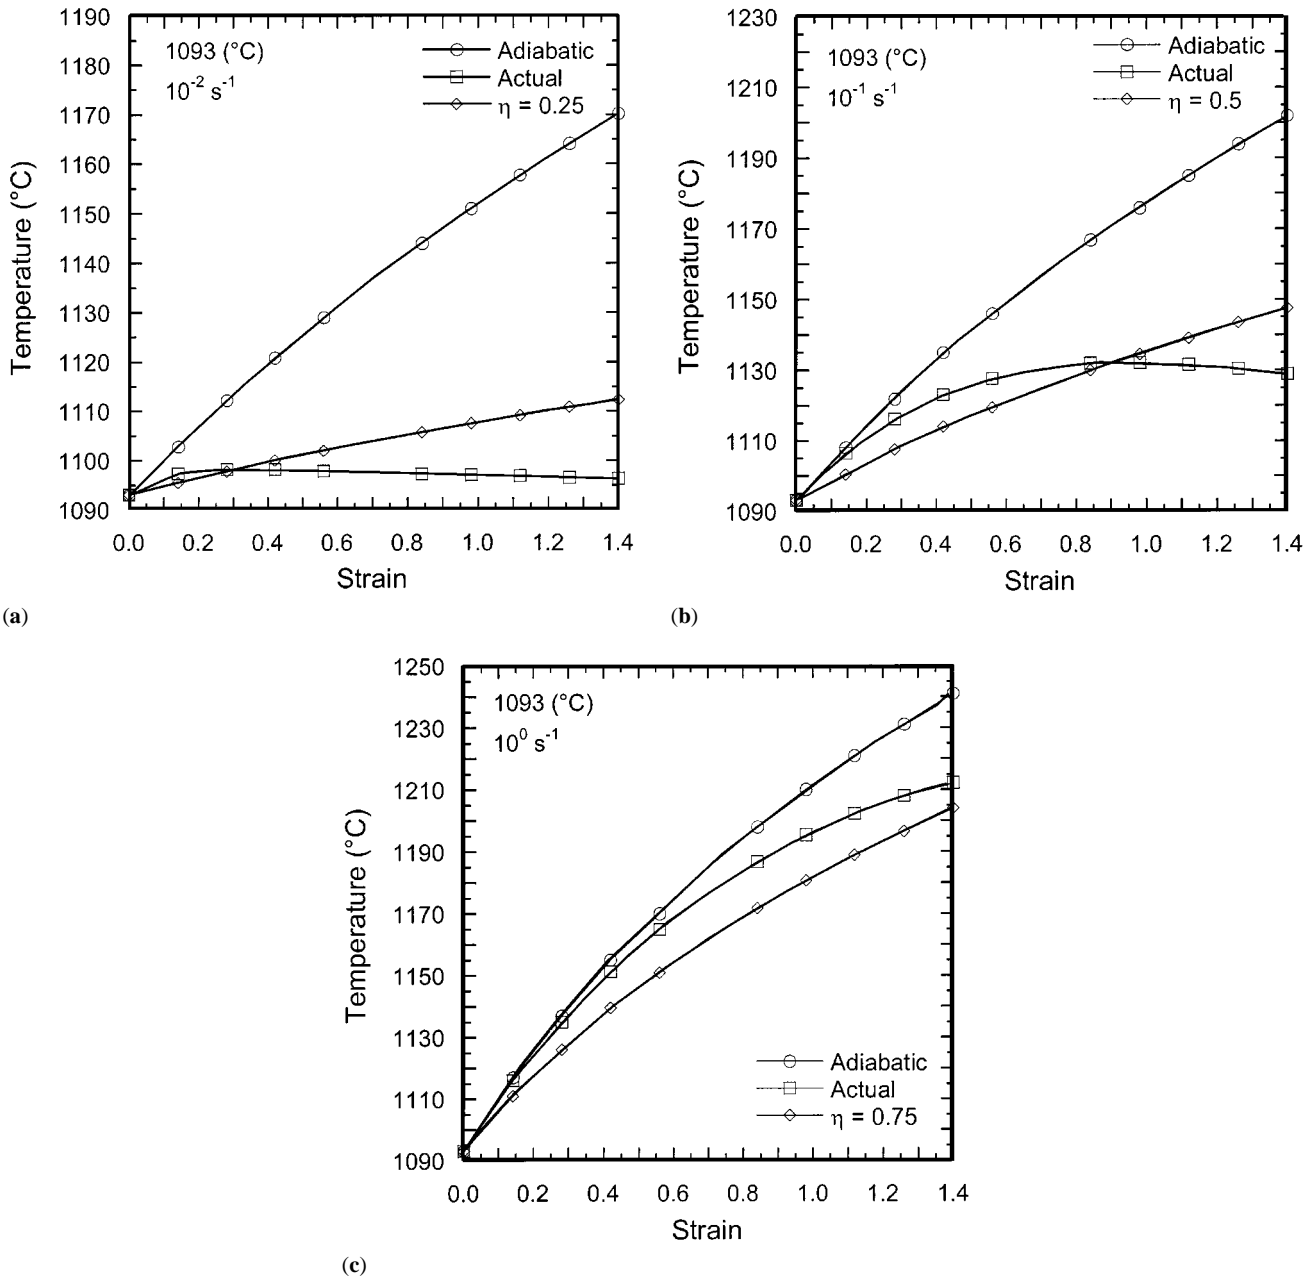 1190
1180
1170
1160
1150
1140
1130
1120
1110
1100
1090
Temperature (°C)
1093 (°C)
10⁻² s⁻¹
Adiabatic
Actual
η = 0.25
0.0 0.2 0.4 0.6 0.8 1.0 1.2 1.4
Strain
(a)
1230
1210
1190
1170
1150
1130
1110
1090
Temperature (°C)
1093 (°C)
10⁻¹ s⁻¹
Adiabatic
Actual
η = 0.5
0.0 0.2 0.4 0.6 0.8 1.0 1.2 1.4
Strain
(b)
1250
1230
1210
1190
1170
1150
1130
1110
1090
Temperature (°C)
1093 (°C)
10⁰ s⁻¹
Adiabatic
Actual
η = 0.75
0.0 0.2 0.4 0.6 0.8 1.0 1.2 1.4
Strain
(c)